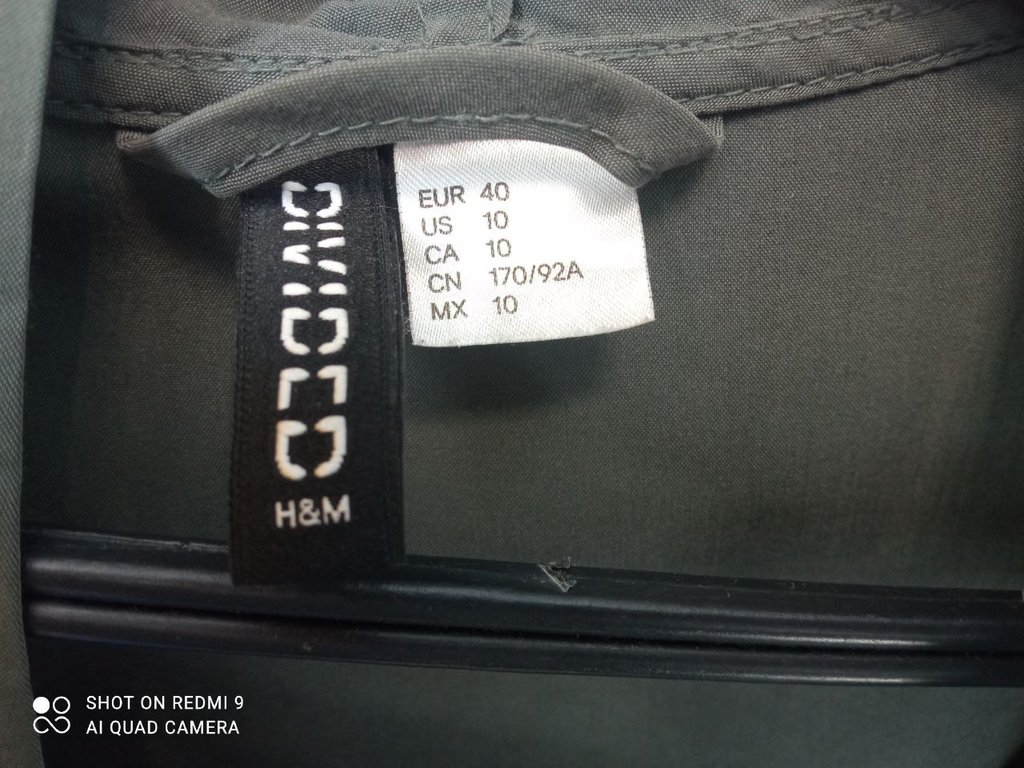 DIVIDED
H&M
EUR 40
US 10
CA 10
CN 170/92A
MX 10
SHOT ON REDMI 9
AI QUAD CAMERA